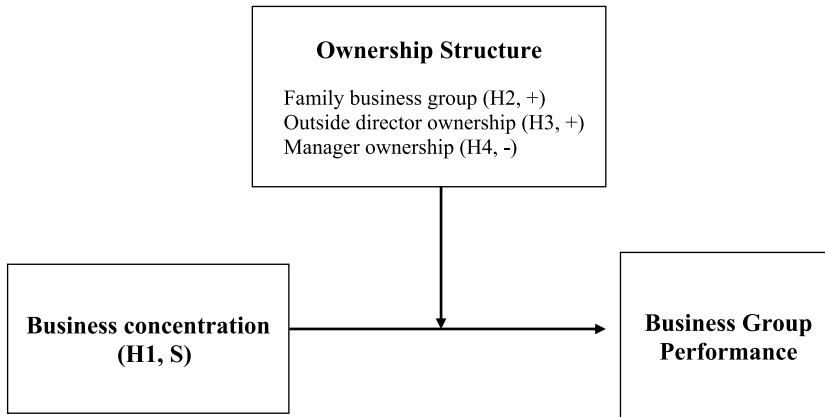 Ownership Structure
Family business group (H2, +)
Outside director ownership (H3, +)
Manager ownership (H4, -)
Business concentration
(H1, S)
Business Group
Performance